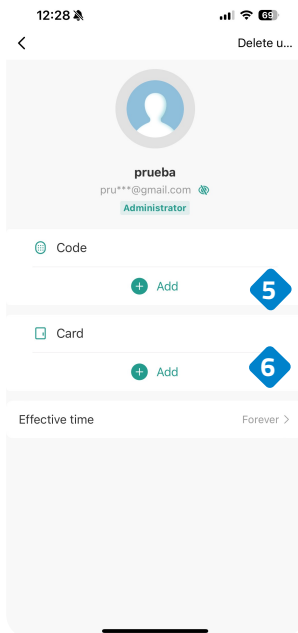 12:28
69
Delete u...
prueba
pru***@gmail.com
Administrator
Code
Add
5
Card
Add
6
Effective time
Forever